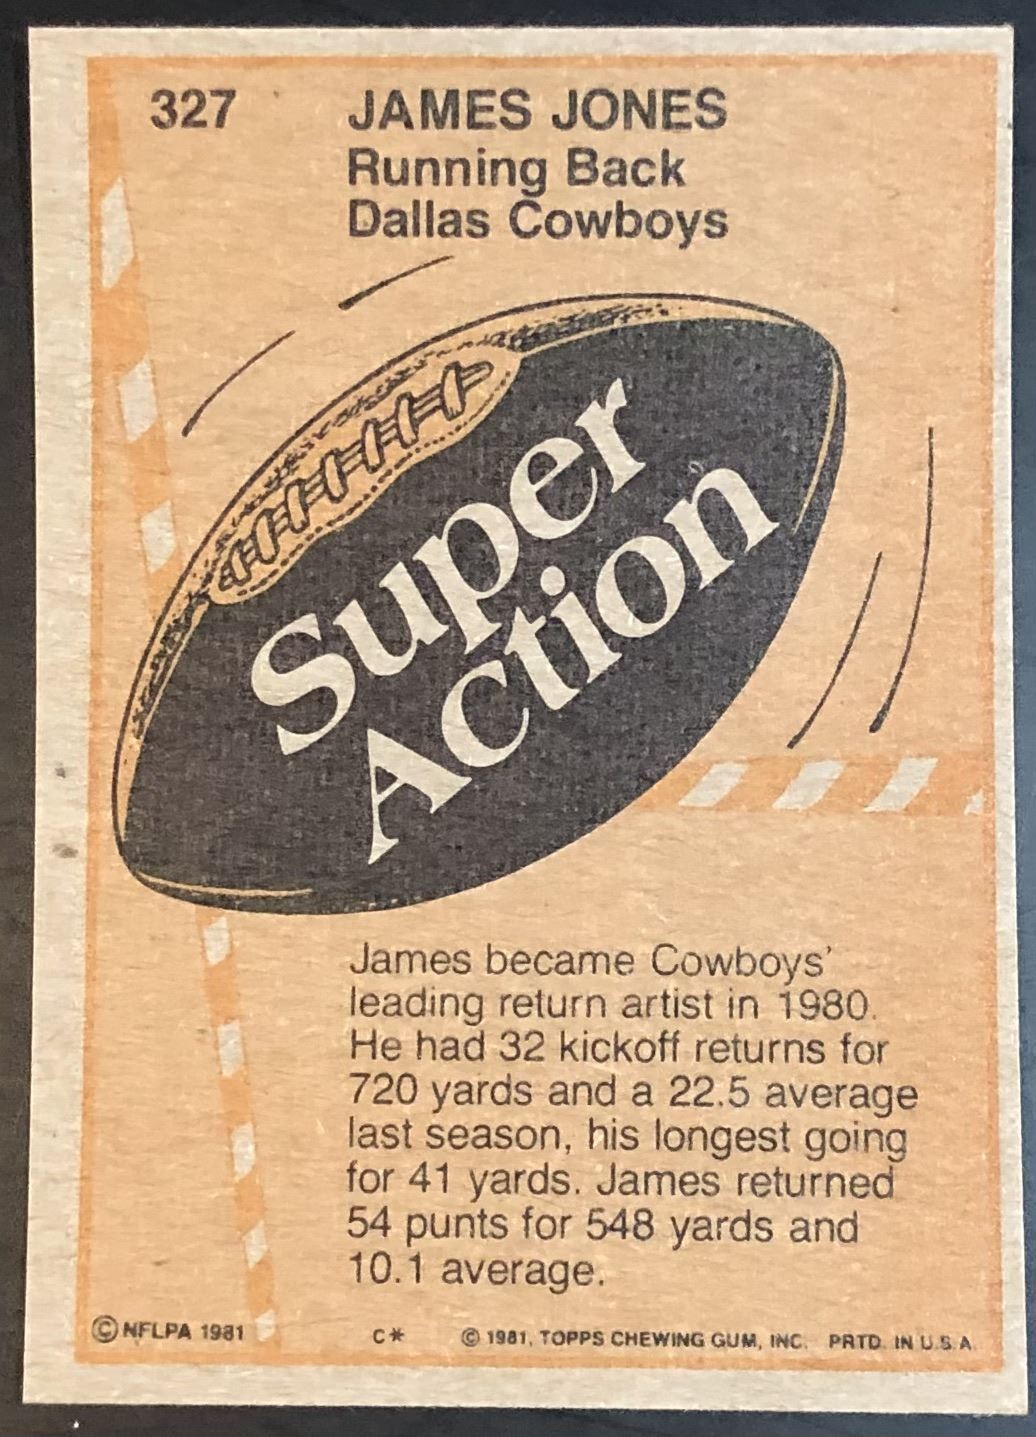 327
JAMES JONES
Running Back
Dallas Cowboys
Super
Action
James became Cowboys'
leading return artist in 1980.
He had 32 kickoff returns for
720 yards and a 22.5 average
last season, his longest going
for 41 yards. James returned
54 punts for 548 yards and
10.1 average.
© NFLPA 1981 C* © 1981, TOPPS CHEWING GUM, INC. PRTD. IN U.S.A.